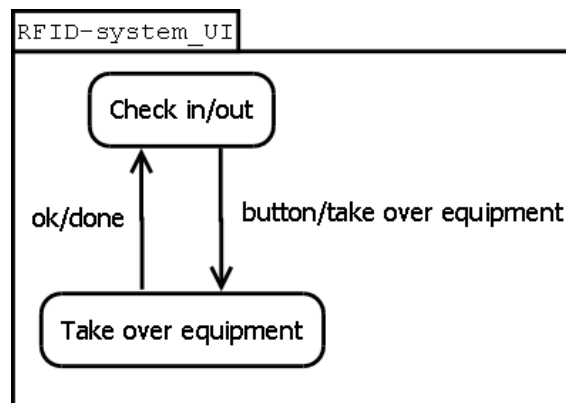 RFID-system_UI
Check in/out
ok/done
button/take over equipment
Take over equipment